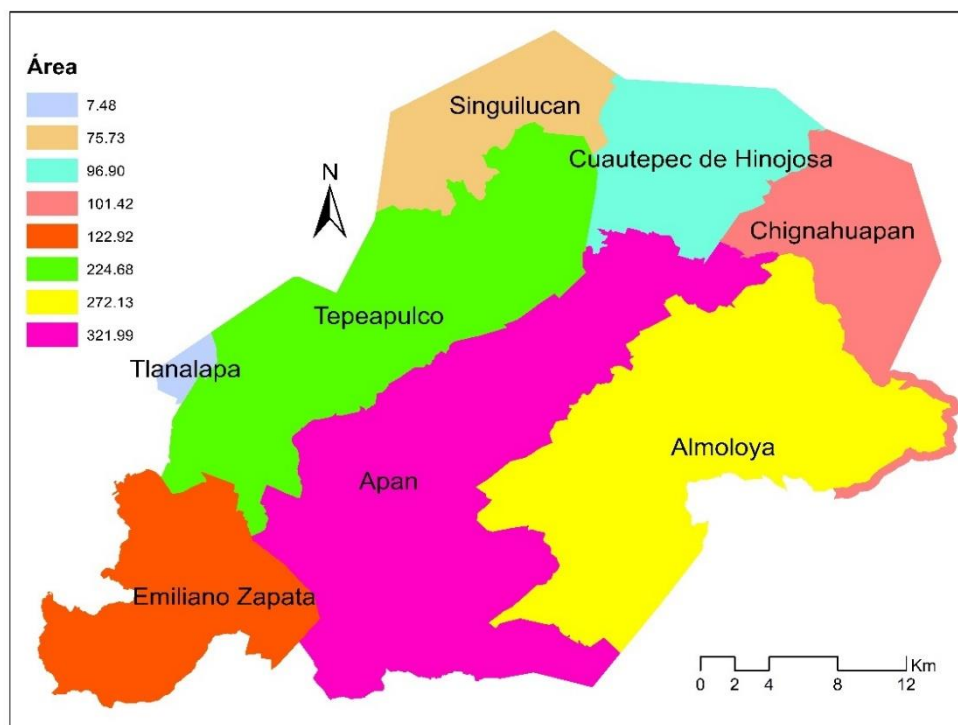 Área
7.48
75.73
96.90
101.42
122.92
224.68
272.13
321.99
N
Singuilucan
Cuautepec de Hinojosa
Chignahuapan
Tepeapulco
Tlanalapa
Almoloya
Apan
Emiliano Zapata
Km
0 2 4 8 12